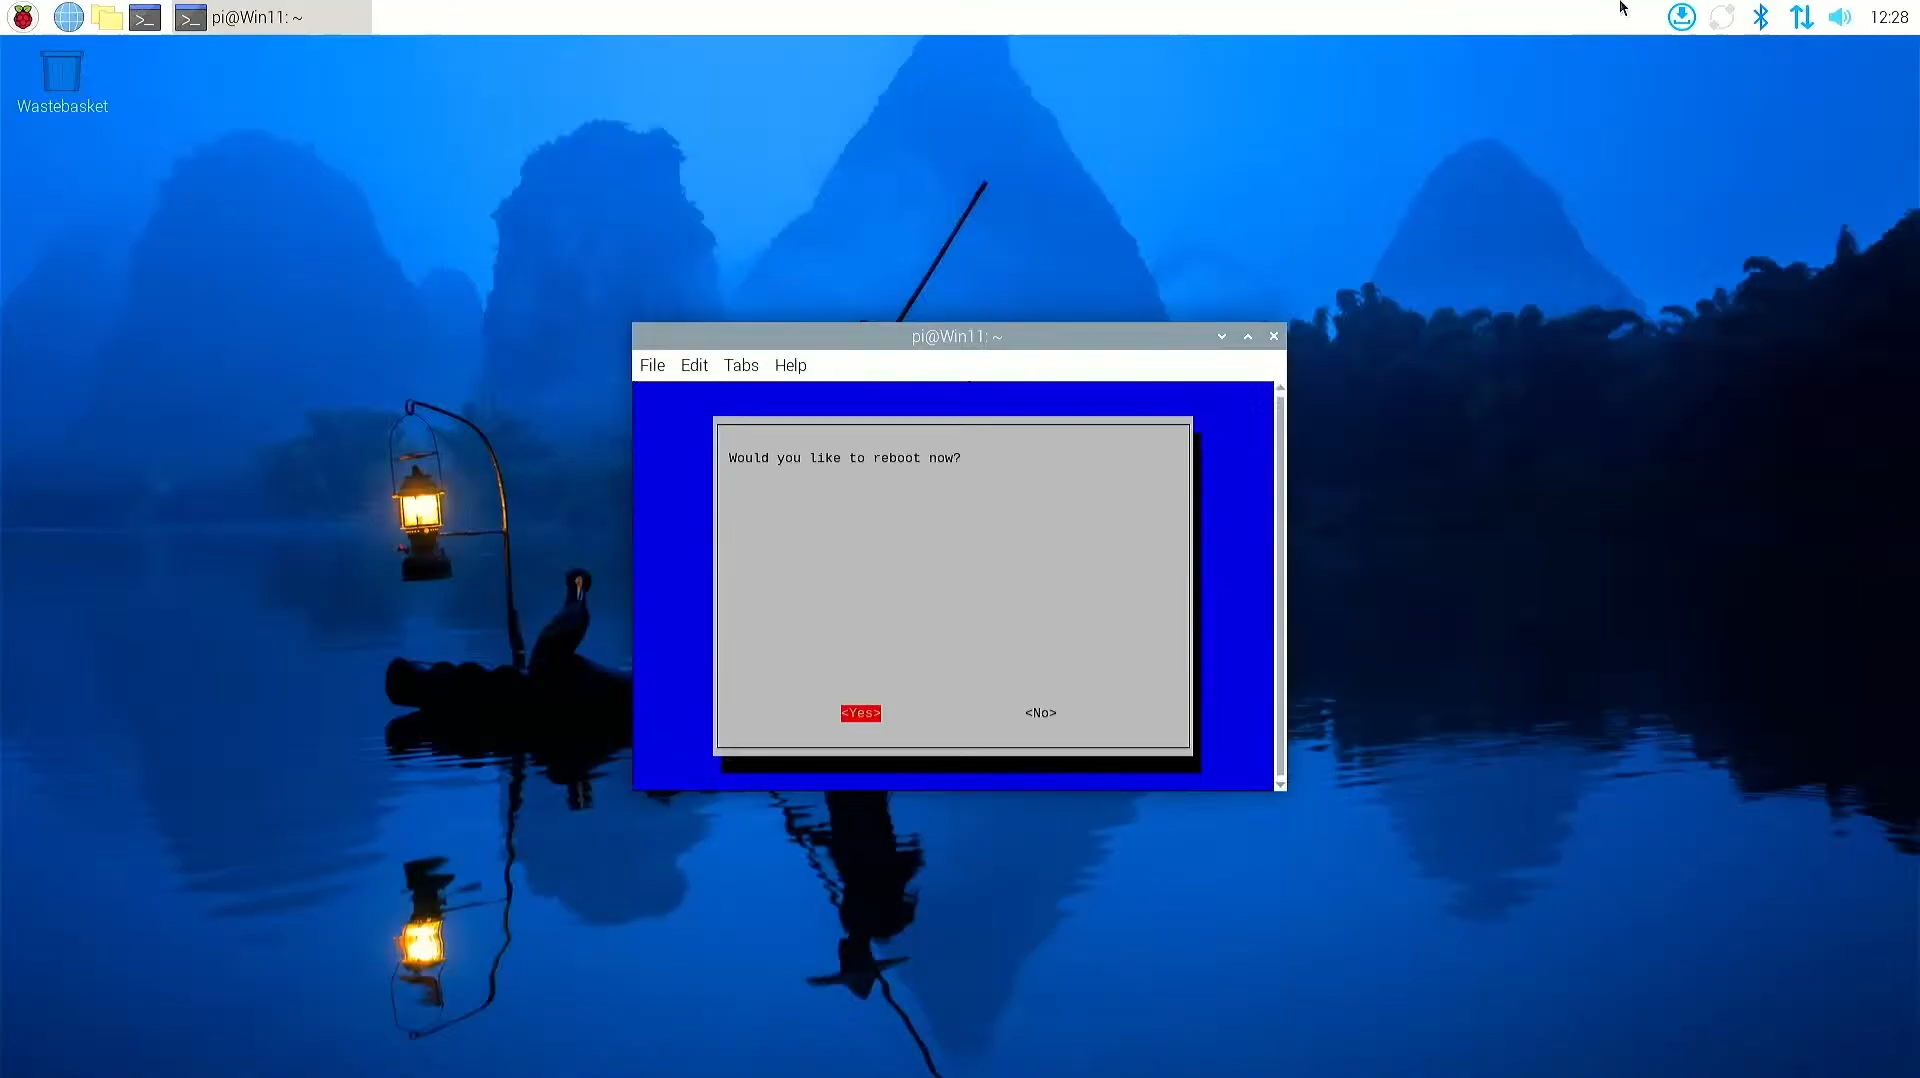 pi@Win11: ~
12:28
Wastebasket
pi@Win11: ~
File Edit Tabs Help
Would you like to reboot now?
<Yes> <No>